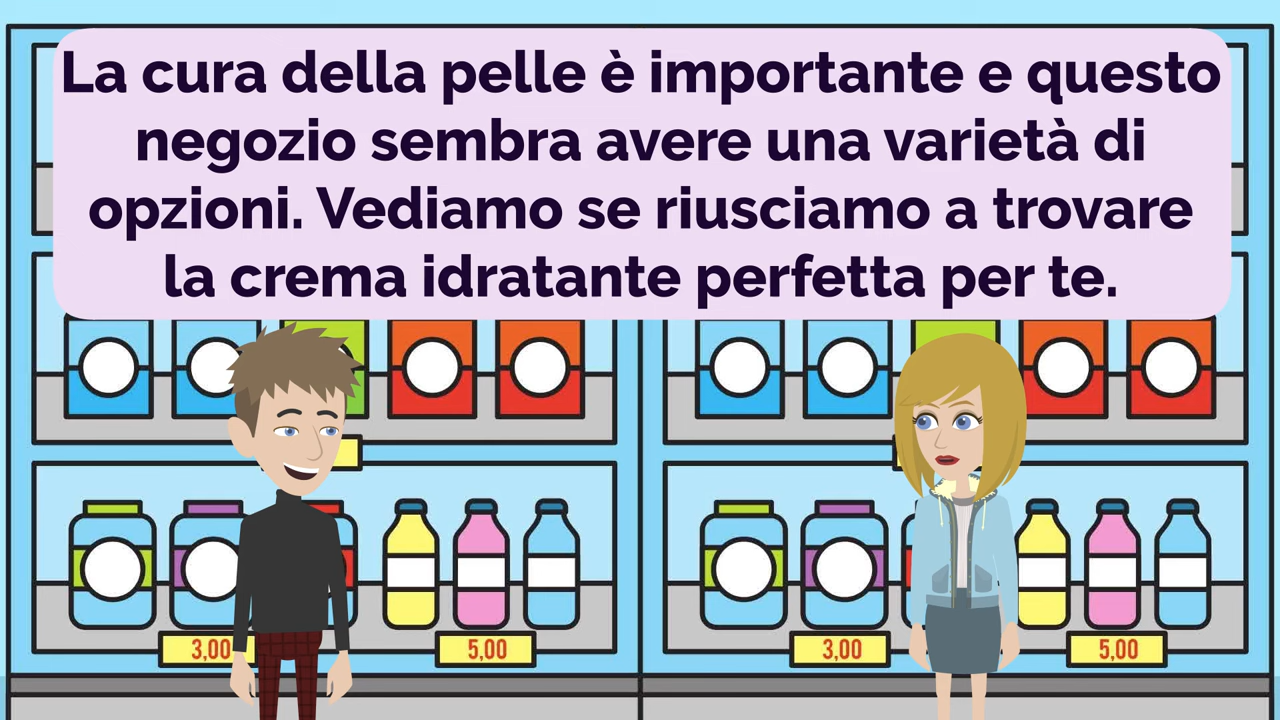 La cura della pelle è importante e questo
negozio sembra avere una varietà di
opzioni. Vediamo se riusciamo a trovare
la crema idratante perfetta per te.
3,00
5,00
3,00
5,00